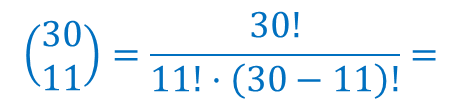 (30 11) = 30! / 11! · (30 − 11)! =